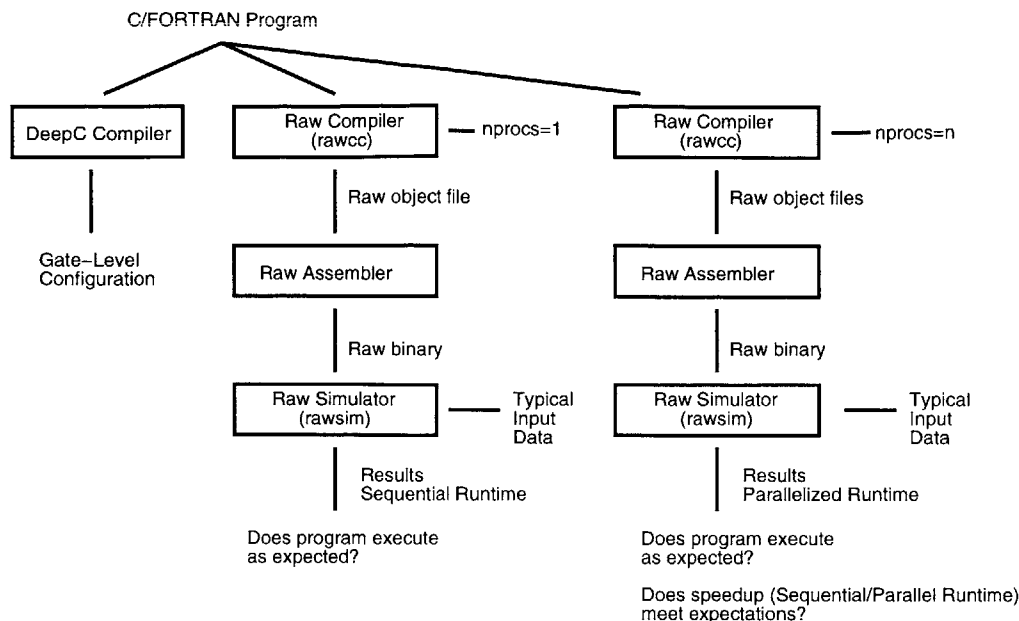 C/FORTRAN Program
DeepC Compiler
Raw Compiler
(rawcc)
nprocs=1
Raw Compiler
(rawcc)
nprocs=n
Raw object file
Raw object files
Gate-Level
Configuration
Raw Assembler
Raw Assembler
Raw binary
Raw binary
Raw Simulator
(rawsim)
Typical
Input
Data
Raw Simulator
(rawsim)
Typical
Input
Data
Results
Sequential Runtime
Results
Parallelized Runtime
Does program execute
as expected?
Does program execute
as expected?
Does speedup (Sequential/Parallel Runtime)
meet expectations?